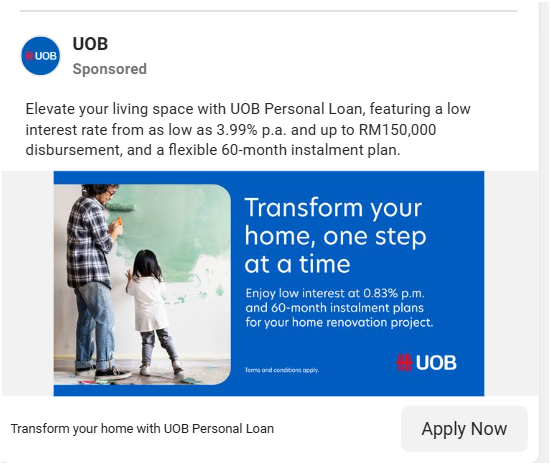 UOB
UOB
Sponsored
Elevate your living space with UOB Personal Loan, featuring a low
interest rate from as low as 3.99% p.a. and up to RM150,000
disbursement, and a flexible 60-month instalment plan.
Transform your
home, one step
at a time
Enjoy low interest at 0.83% p.m.
and 60-month instalment plans
for your home renovation project.
Terms and conditions apply.
UOB
Transform your home with UOB Personal Loan
Apply Now